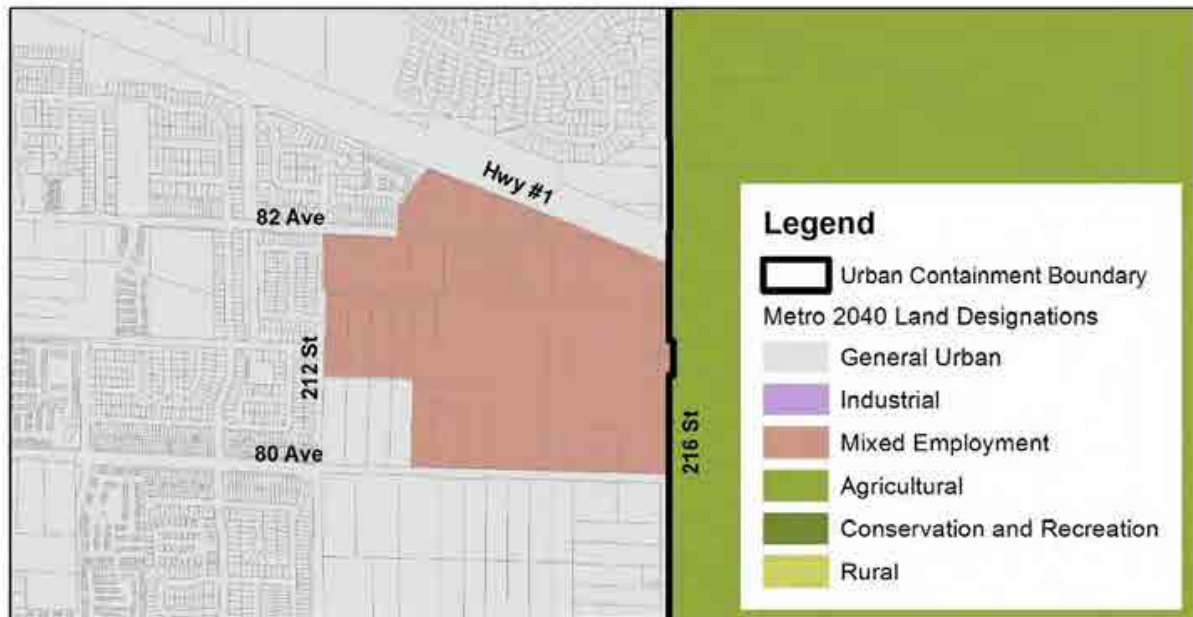 Hwy #1
82 Ave
212 St
80 Ave
216 St
Legend
Urban Containment Boundary
Metro 2040 Land Designations
General Urban
Industrial
Mixed Employment
Agricultural
Conservation and Recreation
Rural